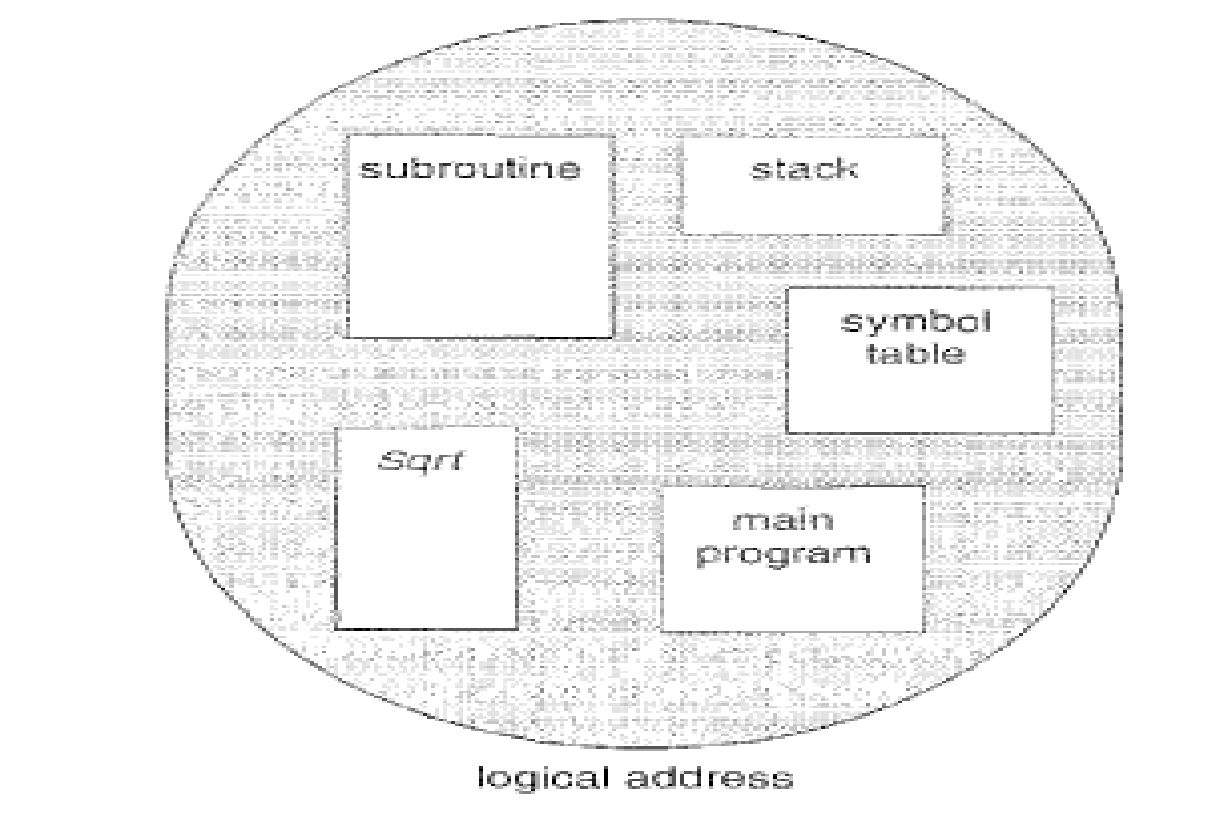 subroutine
stack
symbol
table
Sqrt
main
program
logical address